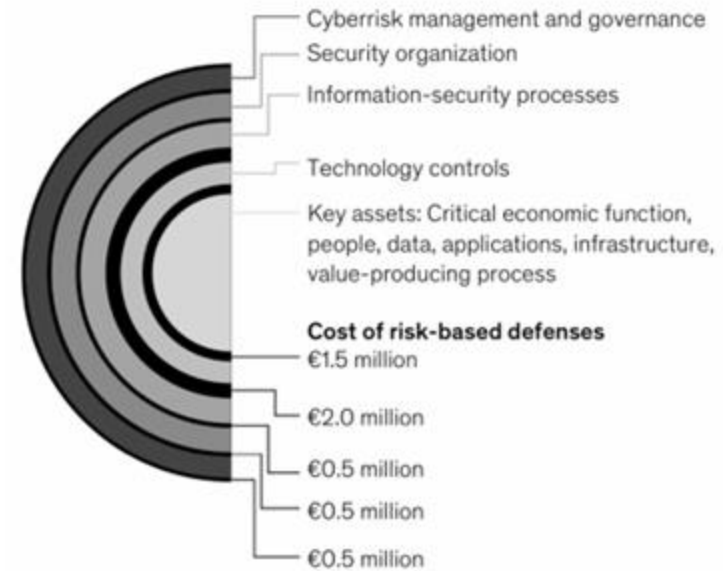 Cyberrisk management and governance
Security organization
Information-security processes
Technology controls
Key assets: Critical economic function,
people, data, applications, infrastructure,
value-producing process
Cost of risk-based defenses
€1.5 million
€2.0 million
€0.5 million
€0.5 million
€0.5 million